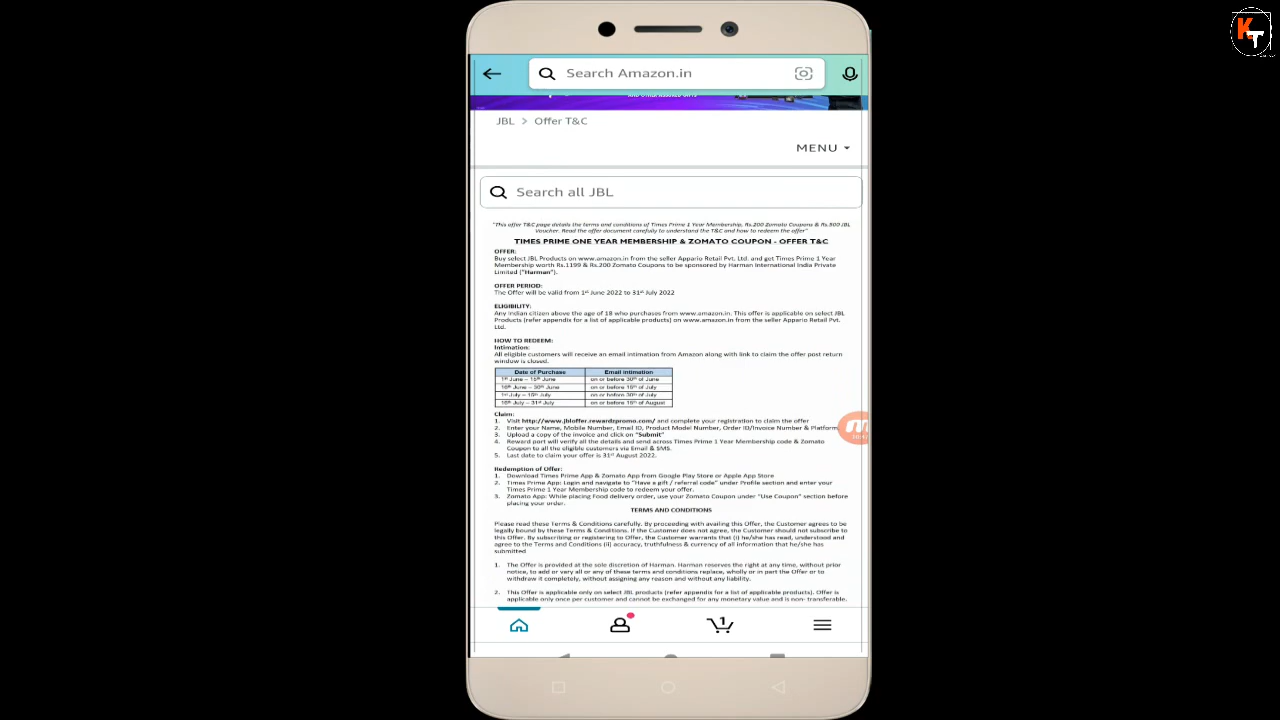 KT
Search Amazon.in
JBL > Offer T&C
MENU
Search all JBL
"This offer T&C page details the terms and conditions of Times Prime 1 Year Membership, Rs.200 Zomato Coupons & Rs.500 JBL
Voucher. Read the offer document carefully to understand the T&C and how to redeem the offer"
TIMES PRIME ONE YEAR MEMBERSHIP & ZOMATO COUPON - OFFER T&C
OFFER:
Buy select JBL Products on www.amazon.in from the seller Appario Retail Pvt. Ltd. and get Times Prime 1 Year
Membership worth Rs.1199 & Rs.200 Zomato Coupons to be sponsored by Harman International India Private
Limited ("Harman").
OFFER PERIOD:
The Offer will be valid from 1st June 2022 to 31st July 2022
ELIGIBILITY:
Any Indian citizen above the age of 18 who purchases from www.amazon.in. This offer is applicable on select JBL
Products (refer appendix for a list of applicable products) on www.amazon.in from the seller Appario Retail Pvt.
Ltd.
HOW TO REDEEM:
Intimation:
All eligible customers will receive an email intimation from Amazon along with link to claim the offer post return
window is closed.
Date of Purchase Email Intimation
1st June – 15th June on or before 30th of June
16th June – 30th June on or before 15th of July
1st July – 15th July on or before 30th of July
16th July – 31st July on or before 15th of August
Claim:
1. Visit http://www.jbloffer.rewardzpromo.com/ and complete your registration to claim the offer
2. Enter your Name, Mobile Number, Email ID, Product Model Number, Order ID/Invoice Number & Platform
3. Upload a copy of the invoice and click on "Submit"
4. Reward port will verify all the details and send across Times Prime 1 Year Membership code & Zomato
Coupon to all the eligible customers via Email & SMS.
5. Last date to claim your offer is 31st August 2022.
Redemption of Offer:
1. Download Times Prime App & Zomato App from Google Play Store or Apple App Store
2. Times Prime App: Login and navigate to "Have a gift / referral code" under Profile section and enter your
Times Prime 1 Year Membership code to redeem your offer.
3. Zomato App: While placing Food delivery order, use your Zomato Coupon under "Use Coupon" section before
placing your order.
TERMS AND CONDITIONS
Please read these Terms & Conditions carefully. By proceeding with availing this Offer, the Customer agrees to be
legally bound by these Terms & Conditions. If the Customer does not agree, the Customer should not subscribe to
this Offer. By subscribing or registering to Offer, the Customer warrants that (i) he/she has read, understood and
agree to the Terms and Conditions (ii) accuracy, truthfulness & currency of all information that he/she has
submitted
1. The Offer is provided at the sole discretion of Harman. Harman reserves the right at any time, without prior
notice, to add or vary all or any of these terms and conditions replace, wholly or in part the Offer or to
withdraw it completely, without assigning any reason and without any liability.
2. This Offer is applicable only on select JBL products (refer appendix for a list of applicable products). Offer is
applicable only once per customer and cannot be exchanged for any monetary value and is non- transferable.
1